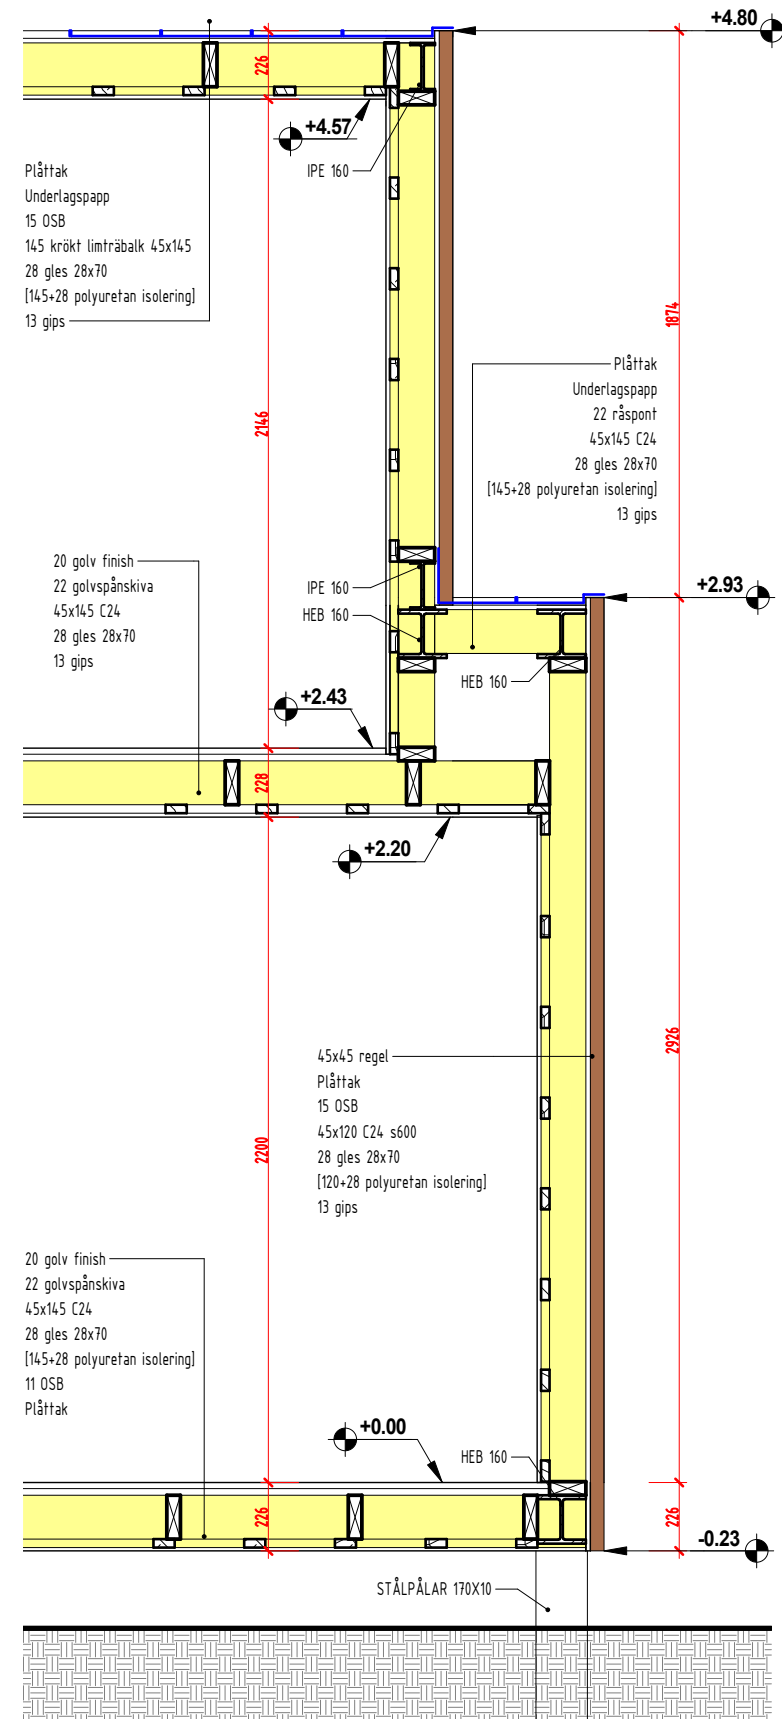 +4.80
226
+4.57
IPE 160
Plåttak
Underlagspapp
15 OSB
145 krökt limträbalk 45x145
28 gles 28x70
[145+28 polyuretan isolering]
13 gips
1874
Plåttak
Underlagspapp
22 råspont
45x145 C24
28 gles 28x70
[145+28 polyuretan isolering]
13 gips
2146
20 golv finish
22 golvspånskiva
45x145 C24
28 gles 28x70
13 gips
IPE 160
HEB 160
+2.93
HEB 160
+2.43
228
+2.20
45x45 regel
Plåttak
15 OSB
45x120 C24 s600
28 gles 28x70
[120+28 polyuretan isolering]
13 gips
2926
2200
20 golv finish
22 golvspånskiva
45x145 C24
28 gles 28x70
[145+28 polyuretan isolering]
11 OSB
Plåttak
+0.00
HEB 160
226
226
-0.23
STÅLPÅLAR 170X10